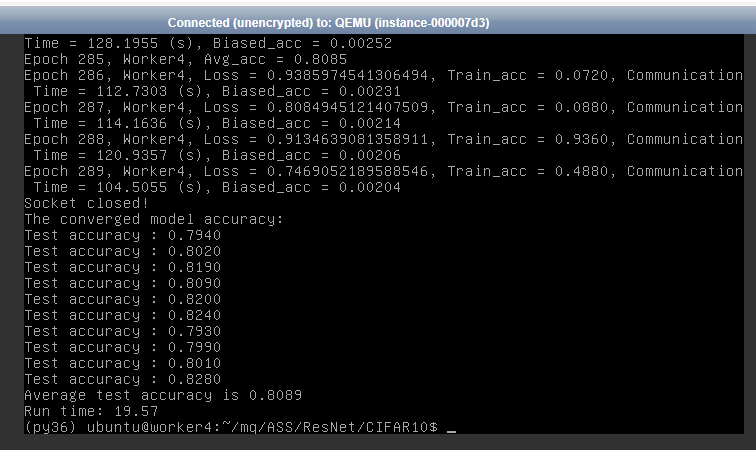 Connected (unencrypted) to: QEMU (instance-000007d3)
Time = 128.1955 (s), Biased_acc = 0.00252
Epoch 285, Worker4, Avg_acc = 0.8085
Epoch 286, Worker4, Loss = 0.9385974541306494, Train_acc = 0.0720, Communication
 Time = 112.7303 (s), Biased_acc = 0.00231
Epoch 287, Worker4, Loss = 0.8084945121407509, Train_acc = 0.0880, Communication
 Time = 114.1636 (s), Biased_acc = 0.00214
Epoch 288, Worker4, Loss = 0.9134639081358911, Train_acc = 0.9360, Communication
 Time = 120.9357 (s), Biased_acc = 0.00206
Epoch 289, Worker4, Loss = 0.7469052189588546, Train_acc = 0.4880, Communication
 Time = 104.5055 (s), Biased_acc = 0.00204
Socket closed!
The converged model accuracy:
Test accuracy : 0.7940
Test accuracy : 0.8020
Test accuracy : 0.8190
Test accuracy : 0.8090
Test accuracy : 0.8200
Test accuracy : 0.8240
Test accuracy : 0.7930
Test accuracy : 0.7990
Test accuracy : 0.8010
Test accuracy : 0.8280
Average test accuracy is 0.8089
Run time: 19.57
(py36) ubuntu@worker4:~/mq/ASS/ResNet/CIFAR10$ _